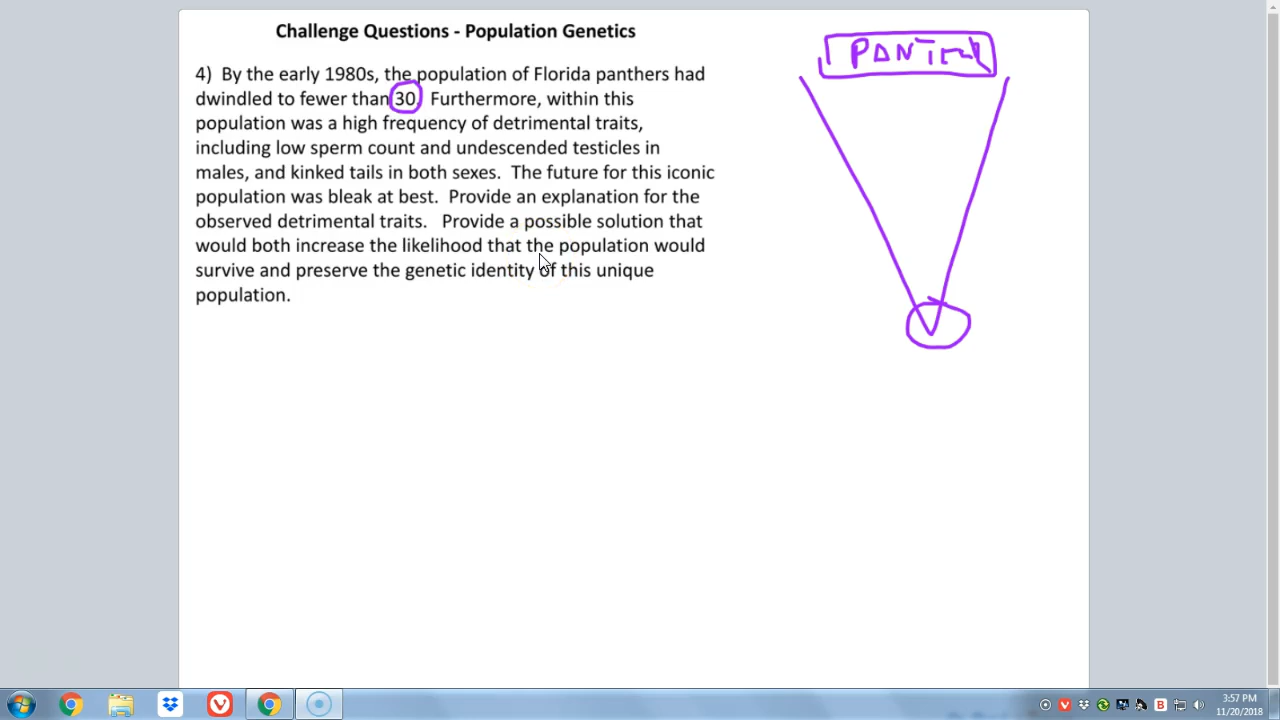 Challenge Questions - Population Genetics
4) By the early 1980s, the population of Florida panthers had
dwindled to fewer than 30. Furthermore, within this
population was a high frequency of detrimental traits,
including low sperm count and undescended testicles in
males, and kinked tails in both sexes. The future for this iconic
population was bleak at best. Provide an explanation for the
observed detrimental traits. Provide a possible solution that
would both increase the likelihood that the population would
survive and preserve the genetic identity of this unique
population.
3:57 PM
11/20/2018